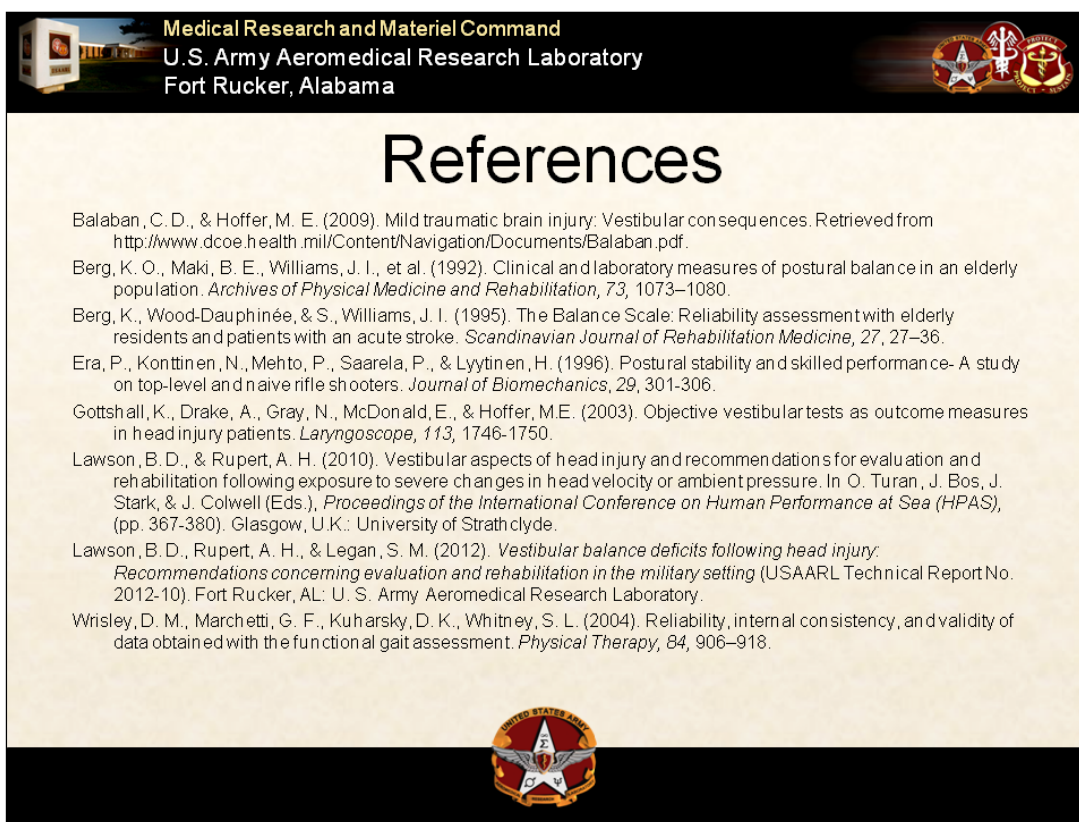 Medical Research and Materiel Command
U.S. Army Aeromedical Research Laboratory
Fort Rucker, Alabama
PROTECT
PROJECT - SUSTAIN
References
Balaban, C. D., & Hoffer, M. E. (2009). Mild traumatic brain injury: Vestibular consequences. Retrieved from
http://www.dcoe.health.mil/Content/Navigation/Documents/Balaban.pdf.
Berg, K. O., Maki, B. E., Williams, J. I., et al. (1992). Clinical and laboratory measures of postural balance in an elderly
population. Archives of Physical Medicine and Rehabilitation, 73, 1073–1080.
Berg, K., Wood-Dauphinée, & S., Williams, J. I. (1995). The Balance Scale: Reliability assessment with elderly
residents and patients with an acute stroke. Scandinavian Journal of Rehabilitation Medicine, 27, 27–36.
Era, P., Konttinen, N., Mehto, P., Saarela, P., & Lyytinen, H. (1996). Postural stability and skilled performance- A study
on top-level and naive rifle shooters. Journal of Biomechanics, 29, 301-306.
Gottshall, K., Drake, A., Gray, N., McDonald, E., & Hoffer, M.E. (2003). Objective vestibular tests as outcome measures
in head injury patients. Laryngoscope, 113, 1746-1750.
Lawson, B. D., & Rupert, A. H. (2010). Vestibular aspects of head injury and recommendations for evaluation and
rehabilitation following exposure to severe changes in head velocity or ambient pressure. In O. Turan, J. Bos, J.
Stark, & J. Colwell (Eds.), Proceedings of the International Conference on Human Performance at Sea (HPAS),
(pp. 367-380). Glasgow, U.K.: University of Strathclyde.
Lawson, B. D., Rupert, A. H., & Legan, S. M. (2012). Vestibular balance deficits following head injury:
Recommendations concerning evaluation and rehabilitation in the military setting (USAARL Technical Report No.
2012-10). Fort Rucker, AL: U. S. Army Aeromedical Research Laboratory.
Wrisley, D. M., Marchetti, G. F., Kuharsky, D. K., Whitney, S. L. (2004). Reliability, internal consistency, and validity of
data obtained with the functional gait assessment. Physical Therapy, 84, 906–918.
UNITED STATES ARMY